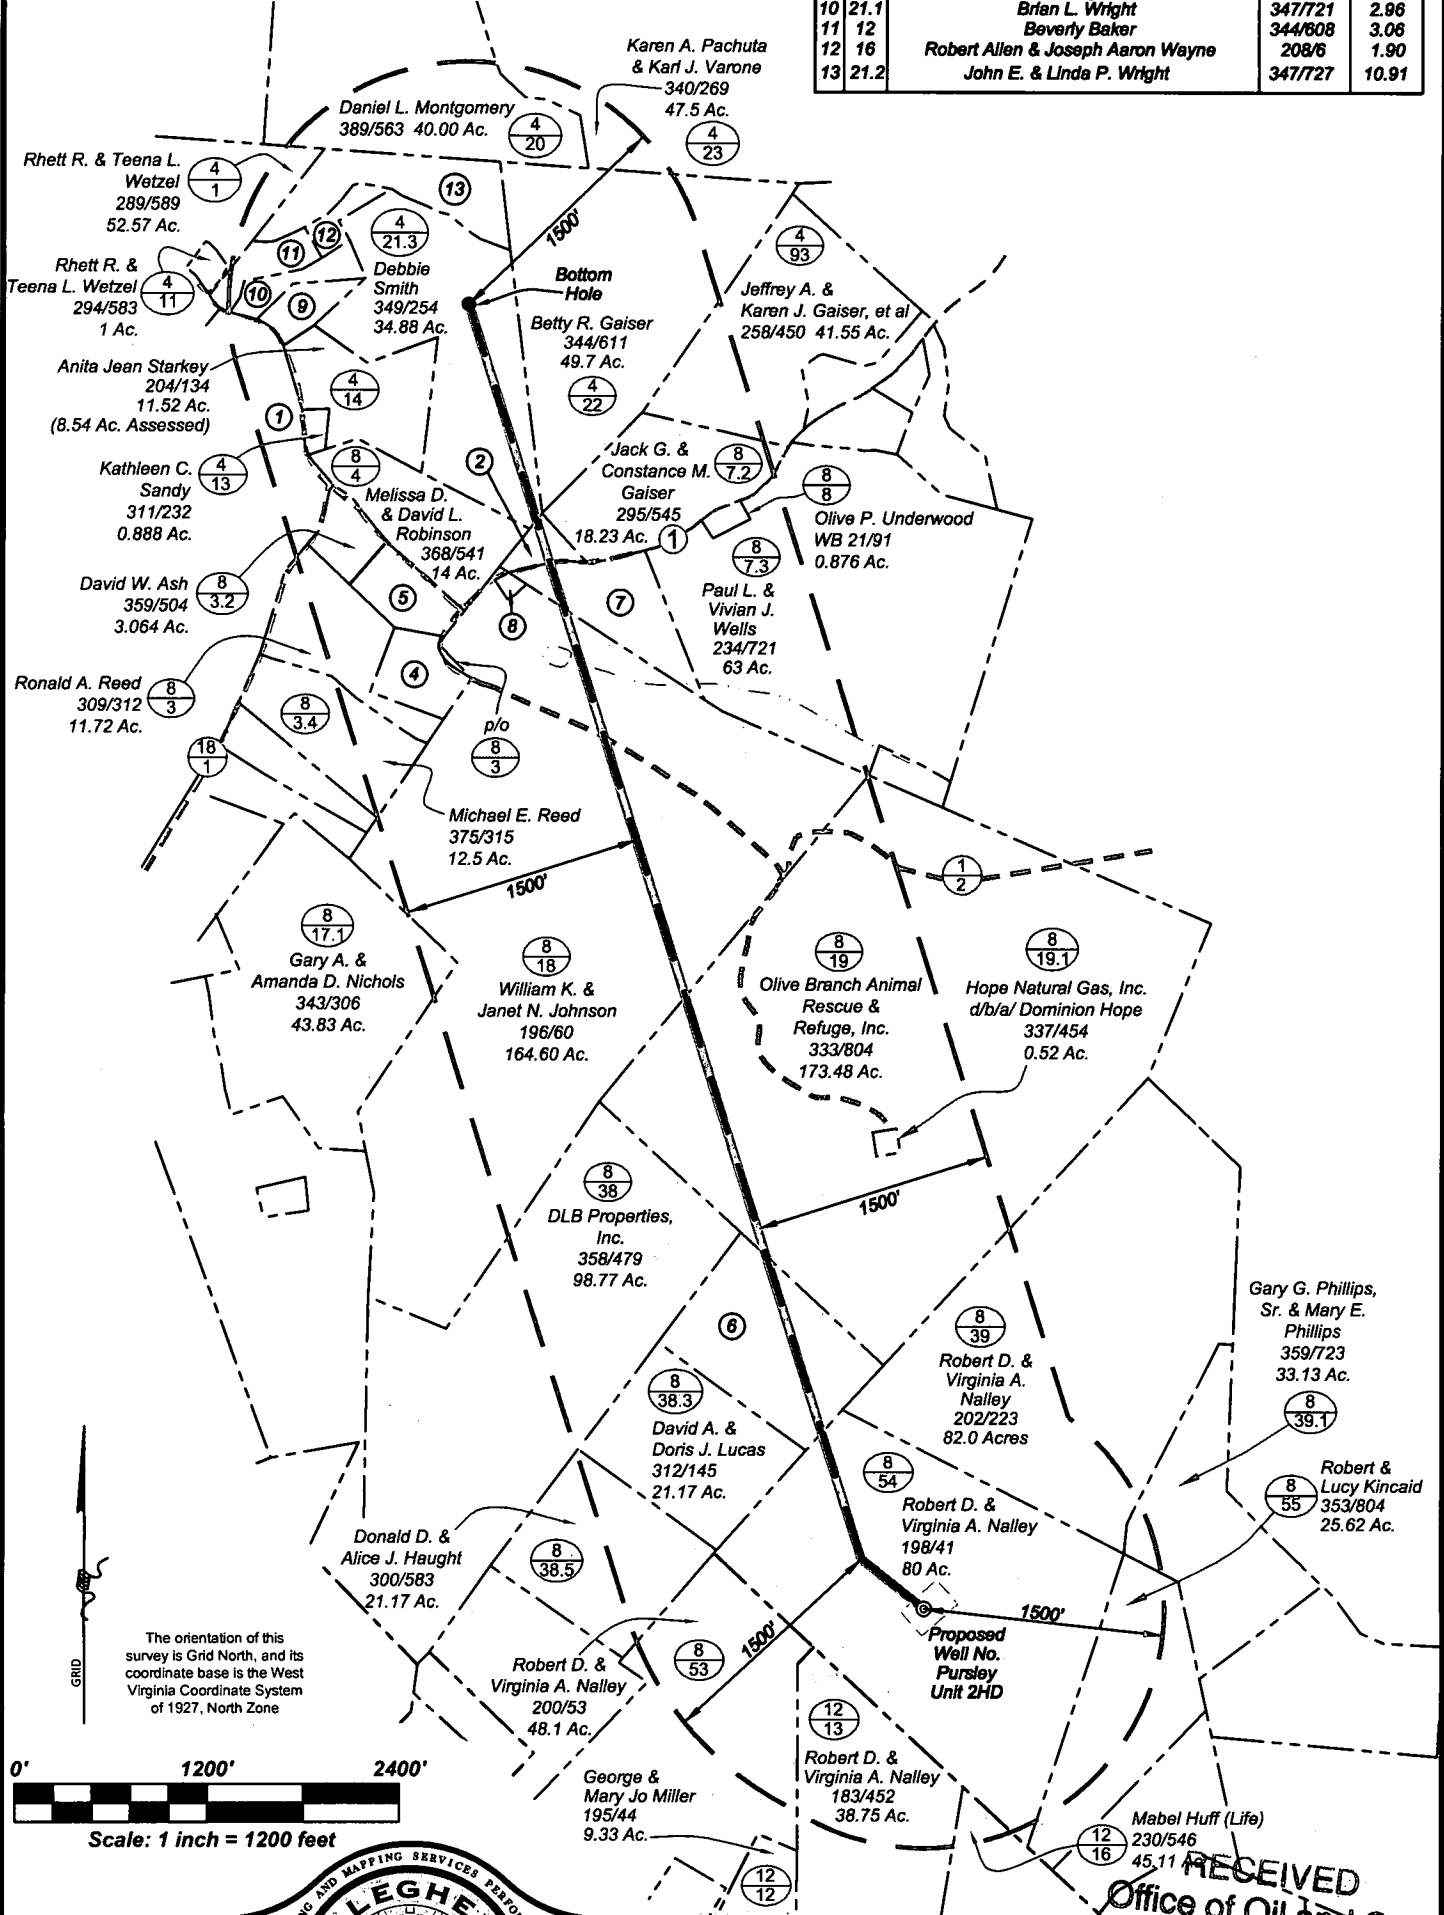 10 21.1 Brian L. Wright 347/721 2.96
11 12 Beverly Baker 344/608 3.06
12 16 Robert Allen & Joseph Aaron Wayne 208/6 1.90
13 21.2 John E. & Linda P. Wright 347/727 10.91
Karen A. Pachuta
& Karl J. Varone
340/269
47.5 Ac.
4
23
Daniel L. Montgomery
389/563 40.00 Ac.
4
20
Rhett R. & Teena L.
Wetzel
289/589
52.57 Ac.
4
1
13
12
11
10
9
4
21.3
Debbie
Smith
349/254
34.88 Ac.
1500'
Bottom
Hole
4
93
Jeffrey A. &
Karen J. Gaiser, et al
258/450 41.55 Ac.
Rhett R. &
Teena L. Wetzel
294/583
1 Ac.
4
11
Betty R. Gaiser
344/611
49.7 Ac.
4
22
Anita Jean Starkey
204/134
11.52 Ac.
(8.54 Ac. Assessed)
4
14
1
Kathleen C.
Sandy
311/232
0.888 Ac.
4
13
8
4
Melissa D.
& David L.
Robinson
368/541
14 Ac.
2
Jack G. &
Constance M.
Gaiser
295/545
18.23 Ac.
8
7.2
1
8
8
Olive P. Underwood
WB 21/91
0.876 Ac.
David W. Ash
359/504
3.064 Ac.
8
3.2
5
8
7
8
7.3
Paul L. &
Vivian J.
Wells
234/721
63 Ac.
Ronald A. Reed
309/312
11.72 Ac.
8
3
4
8
3.4
p/o
8
3
18
1
Michael E. Reed
375/315
12.5 Ac.
1500'
1
2
8
17.1
Gary A. &
Amanda D. Nichols
343/306
43.83 Ac.
8
18
William K. &
Janet N. Johnson
196/60
164.60 Ac.
8
19
Olive Branch Animal
Rescue &
Refuge, Inc.
333/804
173.48 Ac.
8
19.1
Hope Natural Gas, Inc.
d/b/a/ Dominion Hope
337/454
0.52 Ac.
8
38
DLB Properties,
Inc.
358/479
98.77 Ac.
1500'
6
8
39
Robert D. &
Virginia A.
Nalley
202/223
82.0 Acres
Gary G. Phillips,
Sr. & Mary E.
Phillips
359/723
33.13 Ac.
8
39.1
8
38.3
David A. &
Doris J. Lucas
312/145
21.17 Ac.
8
54
Robert D. &
Virginia A. Nalley
198/41
80 Ac.
8
55
Robert &
Lucy Kincaid
353/804
25.62 Ac.
Donald D. &
Alice J. Haught
300/583
21.17 Ac.
8
38.5
1500'
1500'
Proposed
Well No.
Pursley
Unit 2HD
GRID
The orientation of this
survey is Grid North, and its
coordinate base is the West
Virginia Coordinate System
of 1927, North Zone
Robert D. &
Virginia A. Nalley
200/53
48.1 Ac.
8
53
12
13
Robert D. &
Virginia A. Nalley
183/452
38.75 Ac.
0' 1200' 2400'
Scale: 1 inch = 1200 feet
George &
Mary Jo Miller
195/44
9.33 Ac.
12
12
Mabel Huff (Life)
230/546
45.11
12
16
RECEIVED
Office of Oil
AND MAPPING SERVICES
LEGHE